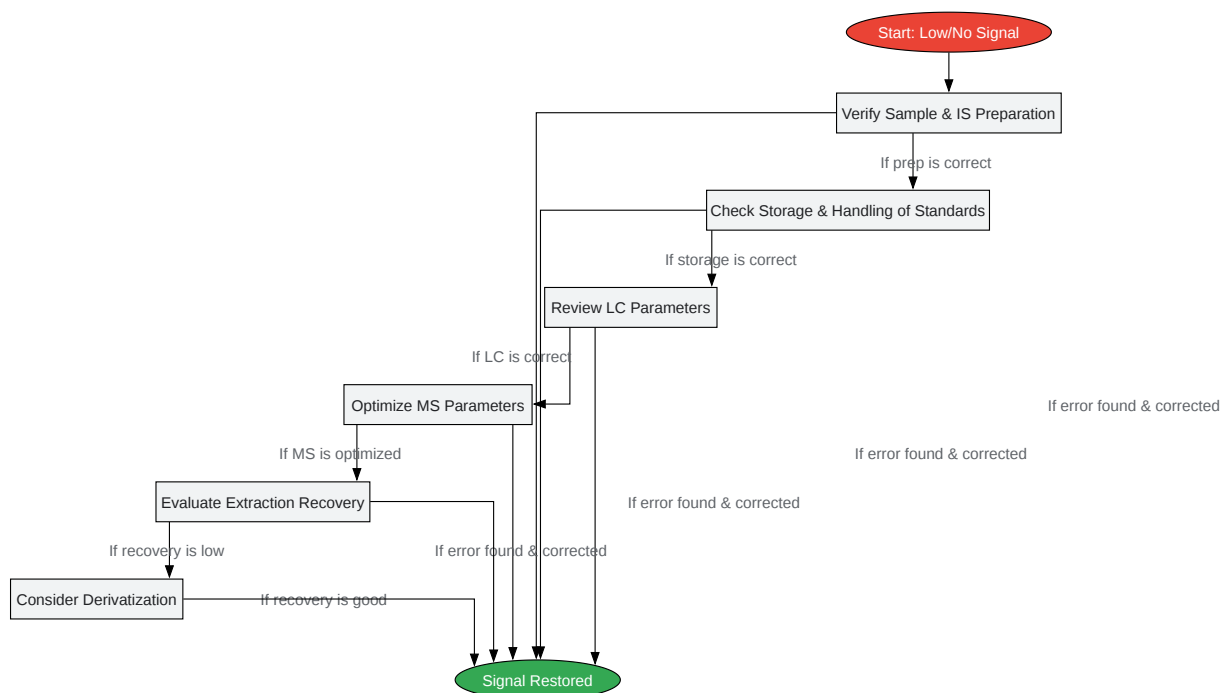 Start: Low/No Signal
Verify Sample & IS Preparation
If prep is correct
Check Storage & Handling of Standards
If storage is correct
Review LC Parameters
If LC is correct
Optimize MS Parameters
If error found & corrected
If MS is optimized
If error found & corrected
Evaluate Extraction Recovery
If error found & corrected
If recovery is low
If error found & corrected
Consider Derivatization
If recovery is good
Signal Restored